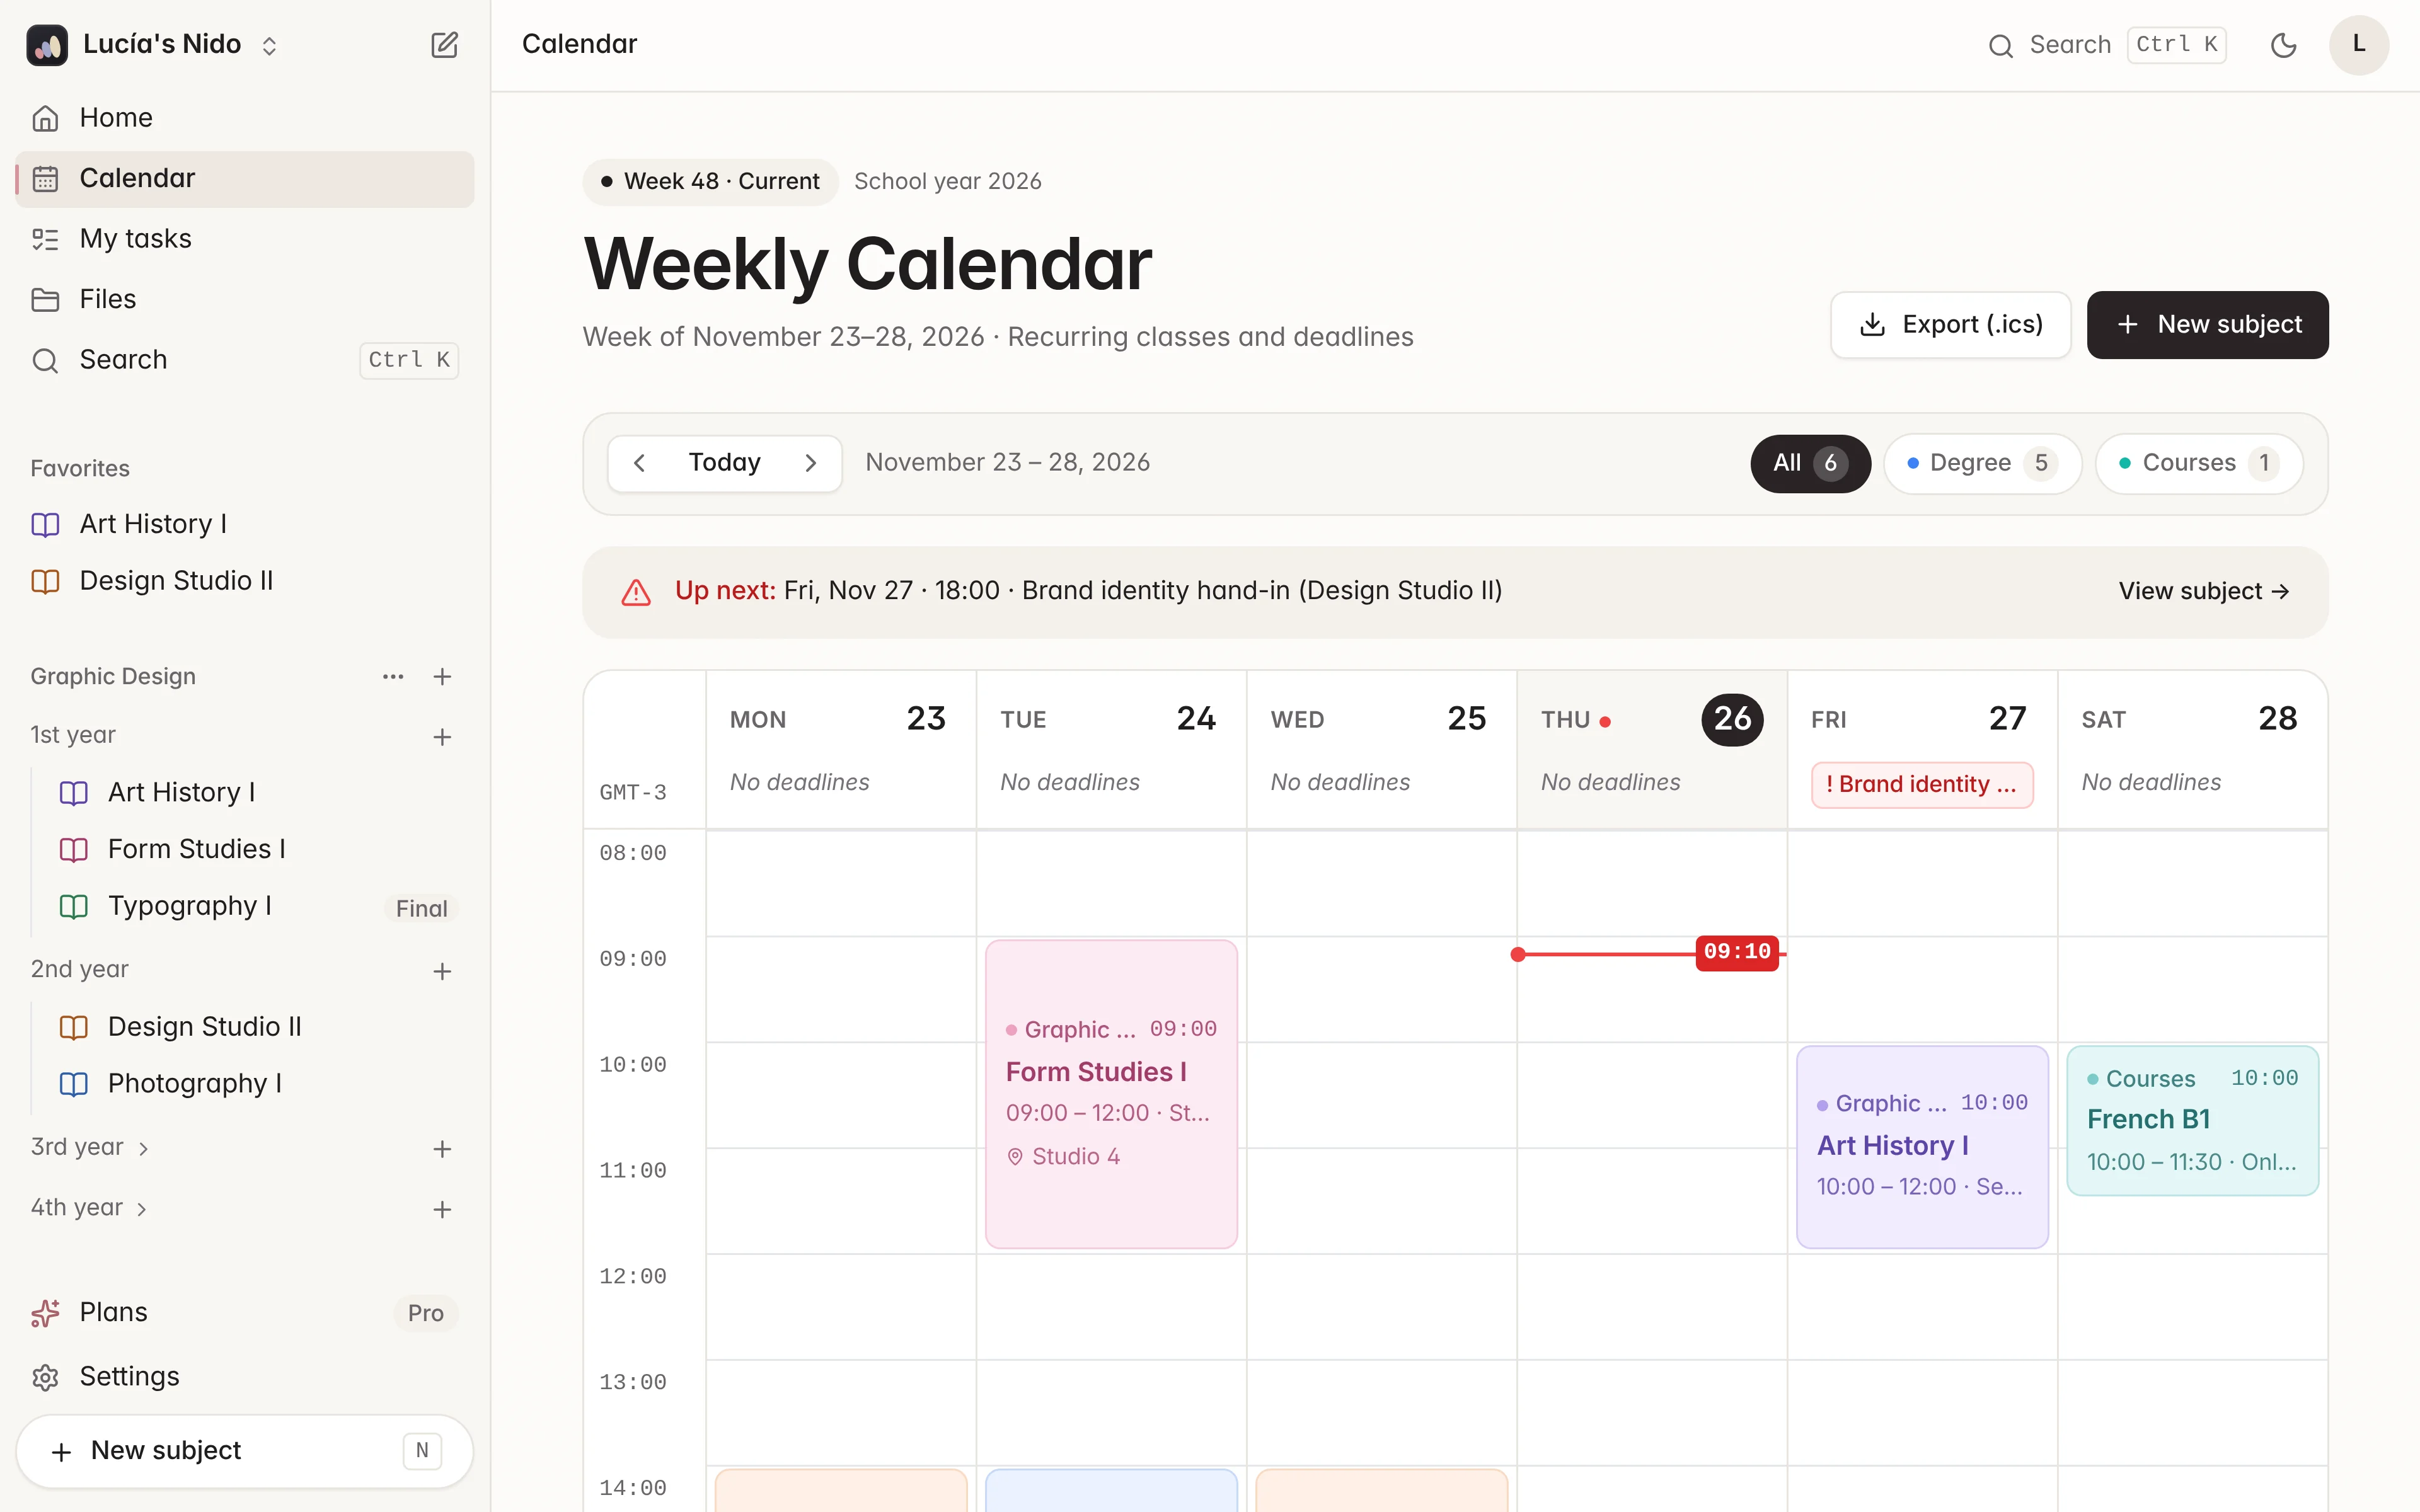 Lucía's Nido
Home
Calendar
My tasks
Files
Search Ctrl K
Favorites
Art History I
Design Studio II
Graphic Design
1st year
Art History I
Form Studies I
Typography I Final
2nd year
Design Studio II
Photography I
3rd year
4th year
Plans Pro
Settings
New subject N
Calendar
Search Ctrl K
L
Week 48 · Current School year 2026
Weekly Calendar
Week of November 23–28, 2026 · Recurring classes and deadlines
Export (.ics)
New subject
Today
November 23 – 28, 2026
All 6
Degree 5
Courses 1
Up next: Fri, Nov 27 · 18:00 · Brand identity hand-in (Design Studio II)
View subject →
GMT-3
MON 23
No deadlines
TUE 24
No deadlines
WED 25
No deadlines
THU 26
No deadlines
FRI 27
! Brand identity ...
SAT 28
No deadlines
08:00
09:00
10:00
11:00
12:00
13:00
14:00
Graphic ... 09:00
Form Studies I
09:00 – 12:00 · St...
Studio 4
09:10
Graphic ... 10:00
Art History I
10:00 – 12:00 · Se...
Courses 10:00
French B1
10:00 – 11:30 · Onl...